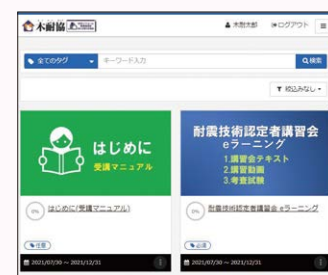 木耐協
木耐太郎 ログアウト
全てのタグ キーワード入力 検索
絞込みなし
はじめに
受講マニュアル
耐震技術認定者講習会
eラーニング
1.講習会テキスト
2.講習動画
3.考査試験
0% はじめに(受講マニュアル)
0% 耐震技術認定者講習会 eラーニング
任意
必須
2021/07/30 ～ 2021/12/31
2021/07/30 ～ 2021/12/31